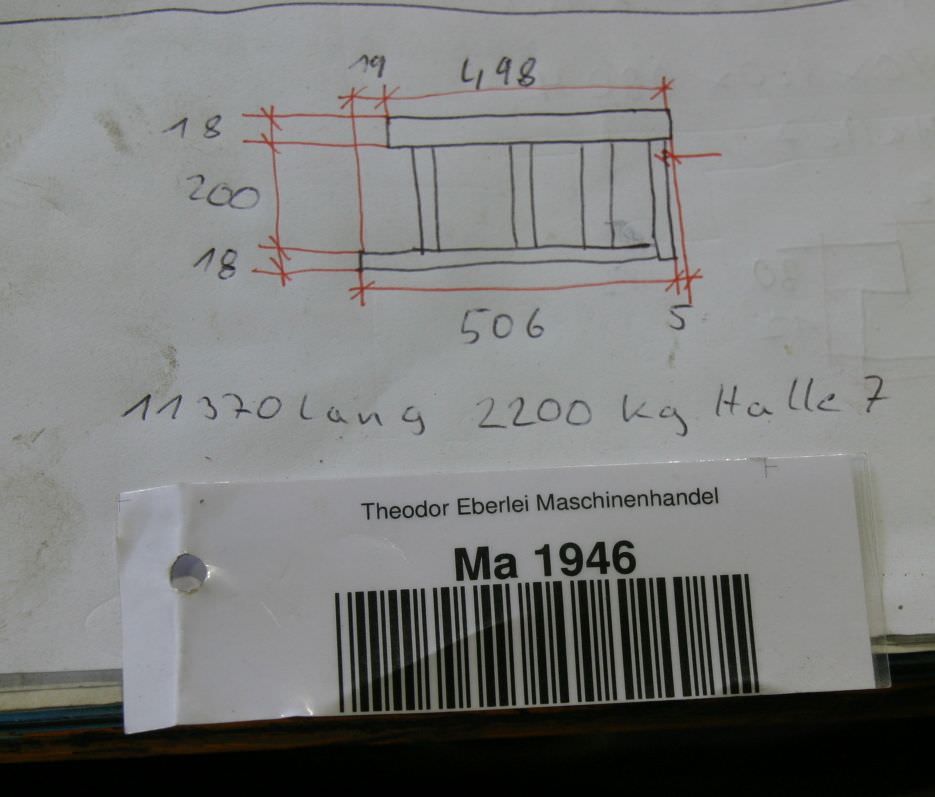 19 498
18
200
18
506 5
11370 lang 2200 kg Halle 7
Theodor Eberlei Maschinenhandel
Ma 1946